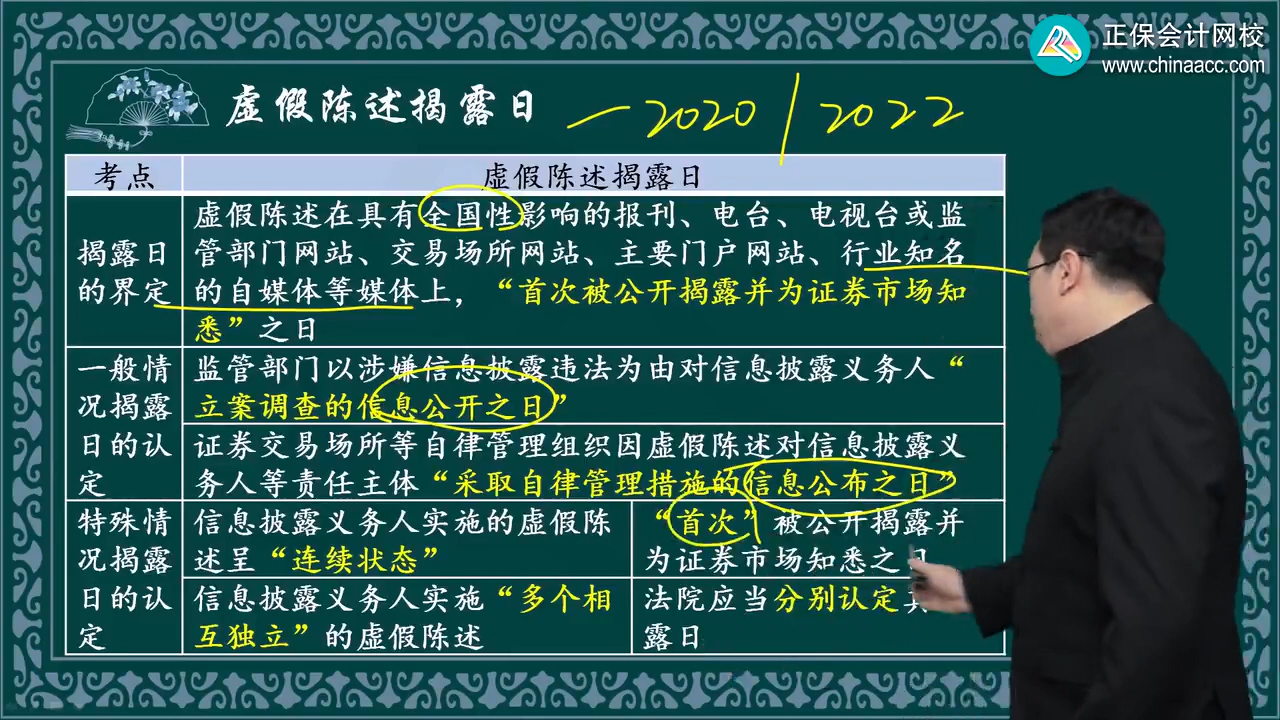 正保会计网校
www.chinaacc.com
虚假陈述揭露日
—2020 | 2022
考点
虚假陈述揭露日
揭露日
的界定
虚假陈述在具有全国性影响的报刊、电台、电视台或监
管部门网站、交易场所网站、主要门户网站、行业知名
的自媒体等媒体上，“首次被公开揭露并为证券市场知
悉”之日
一般情
况揭露
日的认
定
监管部门以涉嫌信息披露违法为由对信息披露义务人“
立案调查的信息公开之日”
证券交易场所等自律管理组织因虚假陈述对信息披露义
务人等责任主体“采取自律管理措施的信息公布之日”
特殊情
况揭露
日的认
定
信息披露义务人实施的虚假陈
述呈“连续状态”
“首次”被公开揭露并
为证券市场知悉之日
信息披露义务人实施“多个相
互独立”的虚假陈述
法院应当分别认定
露日